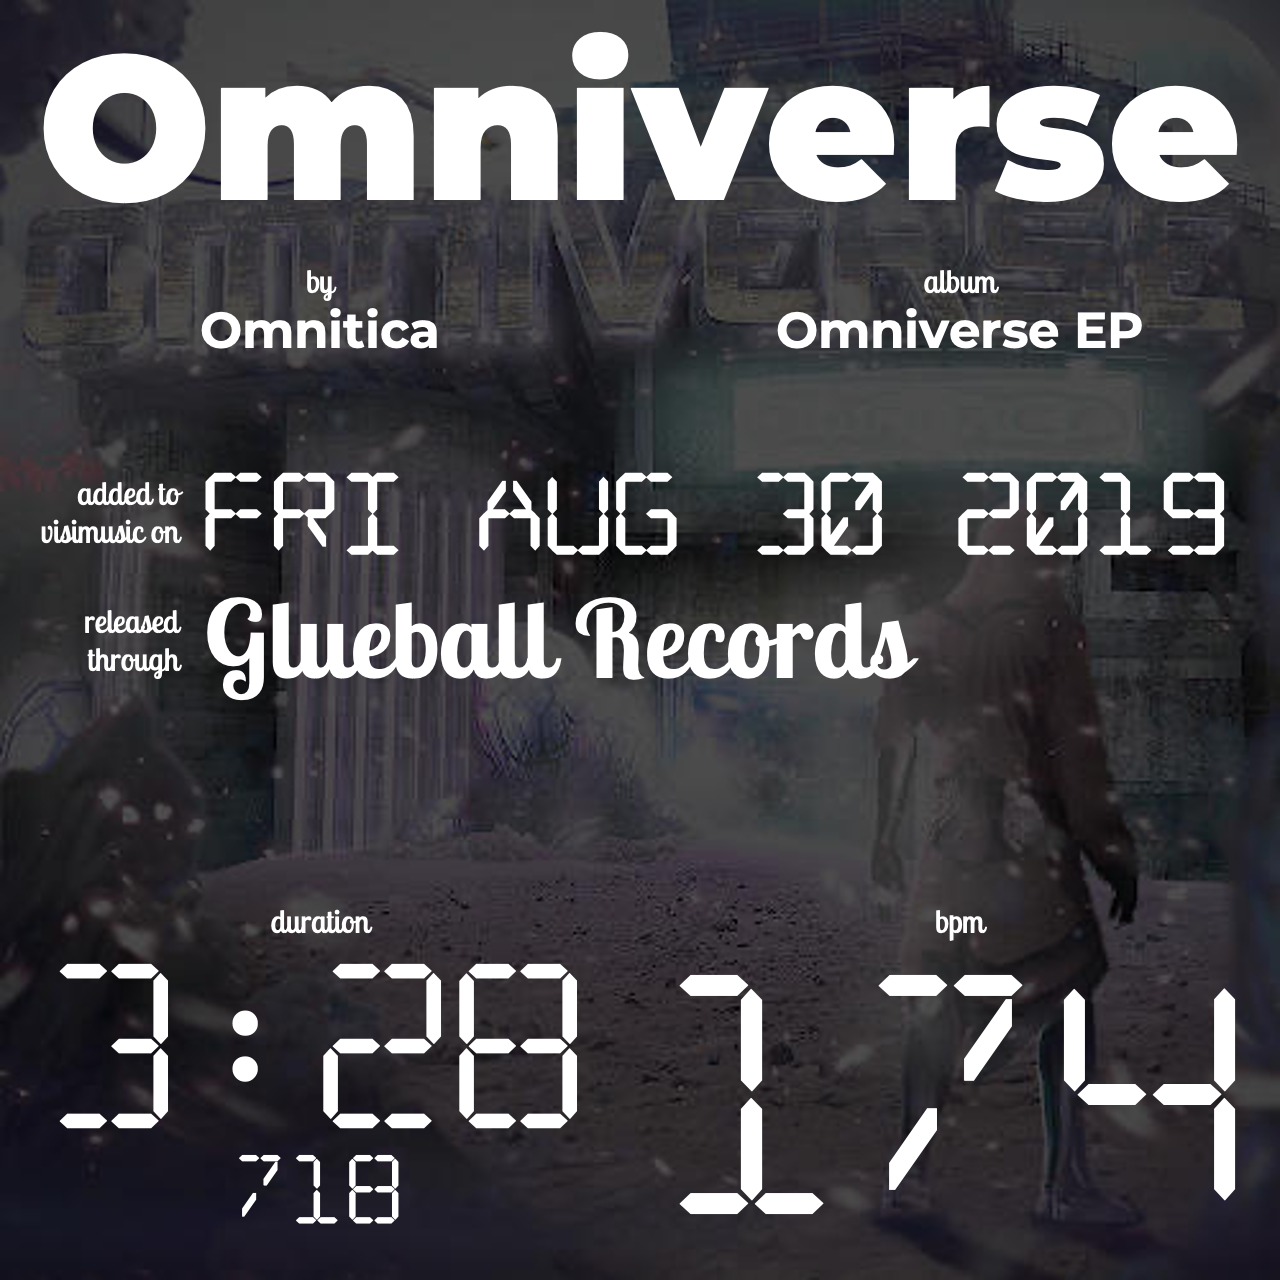 Omniverse
OMNIVERSE
by
Omnitica
album
Omniverse EP
added to
visimusic on
FRI AUG 30 2019
released
through
Glueball Records
duration
3:28
718
bpm
174